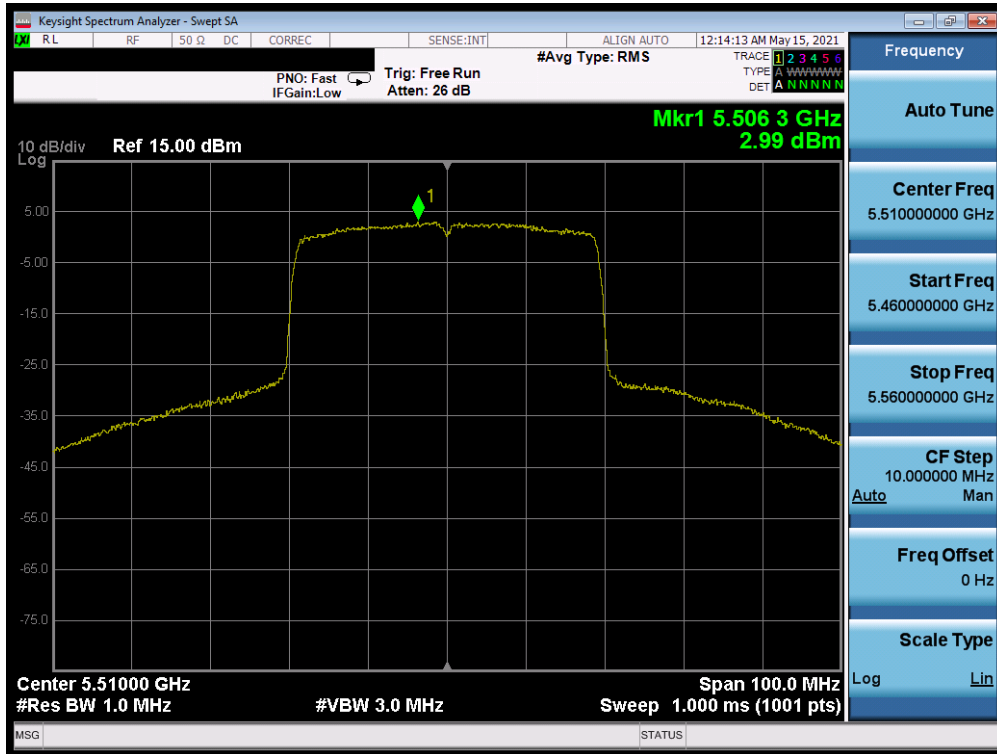 Keysight Spectrum Analyzer - Swept SA
LXI RL RF 50 Ω DC CORREC SENSE:INT ALIGN AUTO 12:14:13 AM May 15, 2021
PNO: Fast
IFGain:Low
Trig: Free Run
Atten: 26 dB
#Avg Type: RMS
TRACE 1 2 3 4 5 6
TYPE A WWWWW
DET A N N N N N
Mkr1 5.506 3 GHz
2.99 dBm
10 dB/div Ref 15.00 dBm
Log
1
5.00
-5.00
-15.0
-25.0
-35.0
-45.0
-55.0
-65.0
-75.0
Center 5.51000 GHz Span 100.0 MHz
#Res BW 1.0 MHz #VBW 3.0 MHz Sweep 1.000 ms (1001 pts)
MSG STATUS
Frequency
Auto Tune
Center Freq
5.510000000 GHz
Start Freq
5.460000000 GHz
Stop Freq
5.560000000 GHz
CF Step
10.000000 MHz
Auto Man
Freq Offset
0 Hz
Scale Type
Log Lin